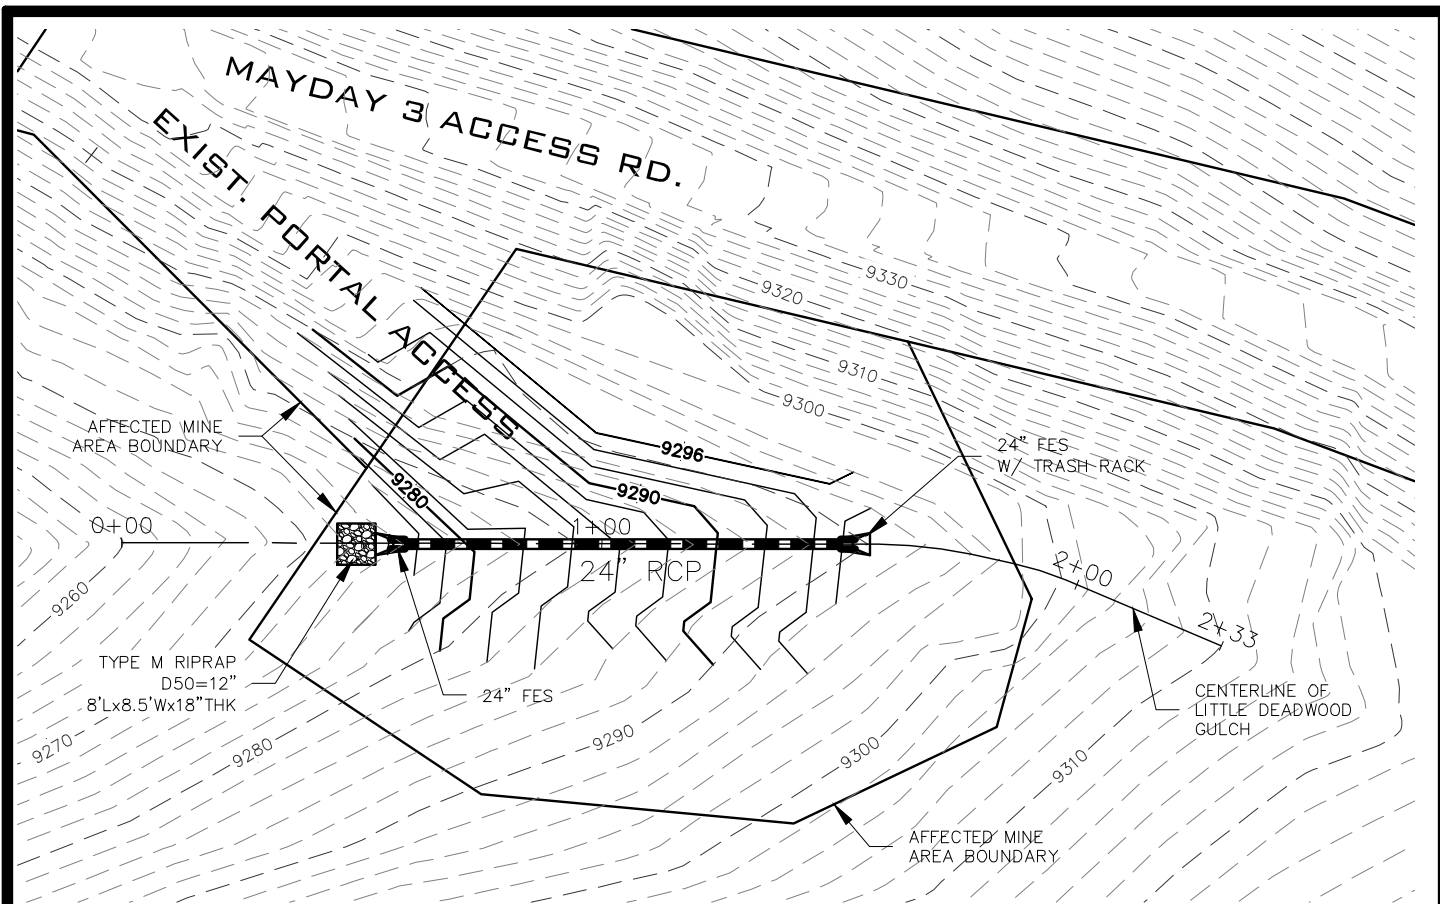 MAYDAY 3 ACCESS RD.
EXIST. PORTAL ACCESS
9330
9320
9310
9300
AFFECTED MINE
AREA BOUNDARY
9296
9290
9280
24" FES
W/ TRASH RACK
0+00
1+00
24" RCP
2+00
2+33
9260
TYPE M RIPRAP
D50=12"
8'Lx8.5'Wx18"THK
24" FES
CENTERLINE OF
LITTLE DEADWOOD
GULCH
9270
9280
9290
9300
9310
AFFECTED MINE
AREA BOUNDARY